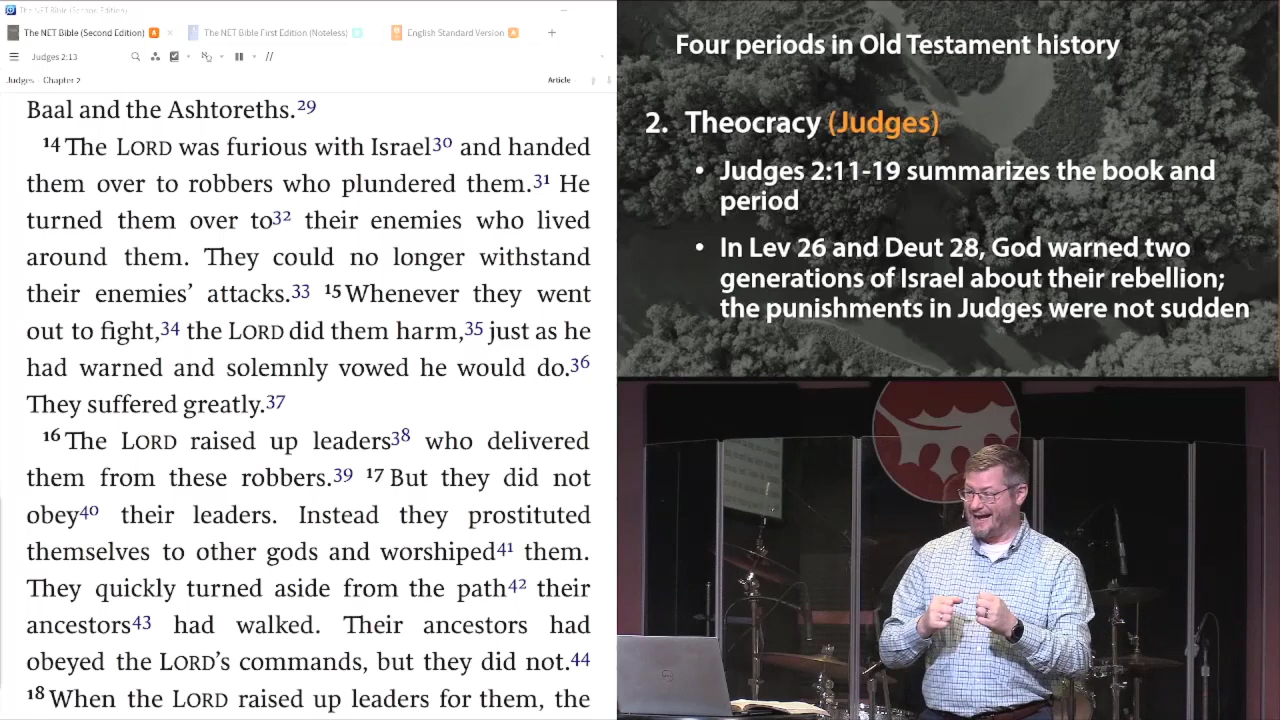 The NET Bible (Second Edition)
The NET Bible (Second Edition) A The NET Bible First Edition (Noteless) English Standard Version A +
Judges 2:13
Judges Chapter 2 Article
Baal and the Ashtoreths.29
14 The LORD was furious with Israel30 and handed
them over to robbers who plundered them.31 He
turned them over to32 their enemies who lived
around them. They could no longer withstand
their enemies’ attacks.33 15 Whenever they went
out to fight,34 the LORD did them harm,35 just as he
had warned and solemnly vowed he would do.36
They suffered greatly.37
16 The LORD raised up leaders38 who delivered
them from these robbers.39 17 But they did not
obey40 their leaders. Instead they prostituted
themselves to other gods and worshiped41 them.
They quickly turned aside from the path42 their
ancestors43 had walked. Their ancestors had
obeyed the LORD’s commands, but they did not.44
18 When the LORD raised up leaders for them, the
Four periods in Old Testament history
2. Theocracy (Judges)
• Judges 2:11-19 summarizes the book and
period
• In Lev 26 and Deut 28, God warned two
generations of Israel about their rebellion;
the punishments in Judges were not sudden